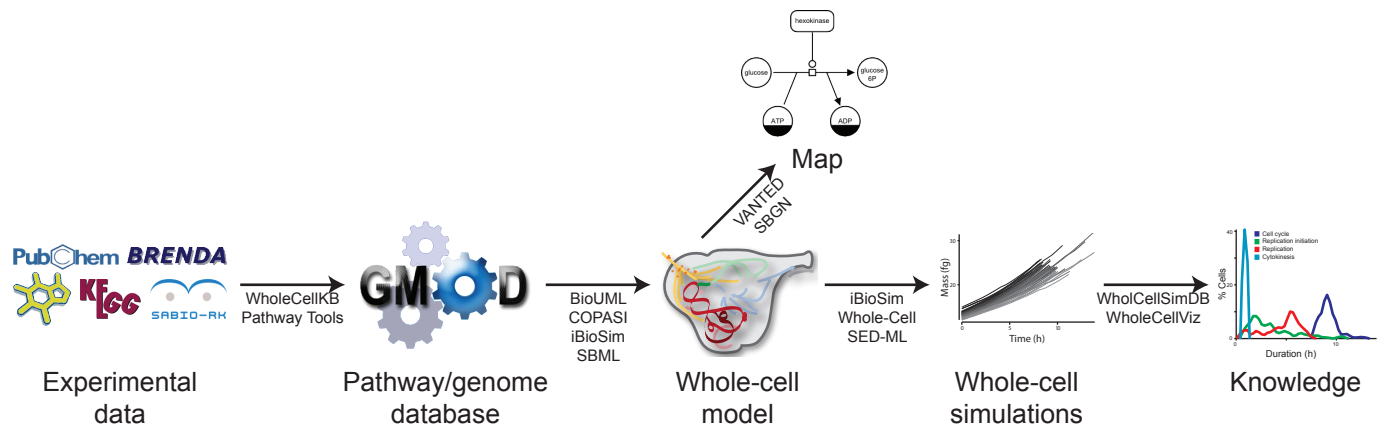 hexokinase
glucose
glucose
6P
ATP
ADP
Map
VANTED
SBGN
PubChem
BRENDA
KEGG
SABIO-RK
WholeCellKB
Pathway Tools
GMOD
BioUML
COPASI
iBioSim
SBML
iBioSim
Whole-Cell
SED-ML
Mass (fg)
30
20
0
5
10
Time (h)
WholCellSimDB
WholeCellViz
% Cells
40
20
0
0
10
Cell cycle
Replication initiation
Replication
Cytokinesis
Duration (h)
Experimental
data
Pathway/genome
database
Whole-cell
model
Whole-cell
simulations
Knowledge